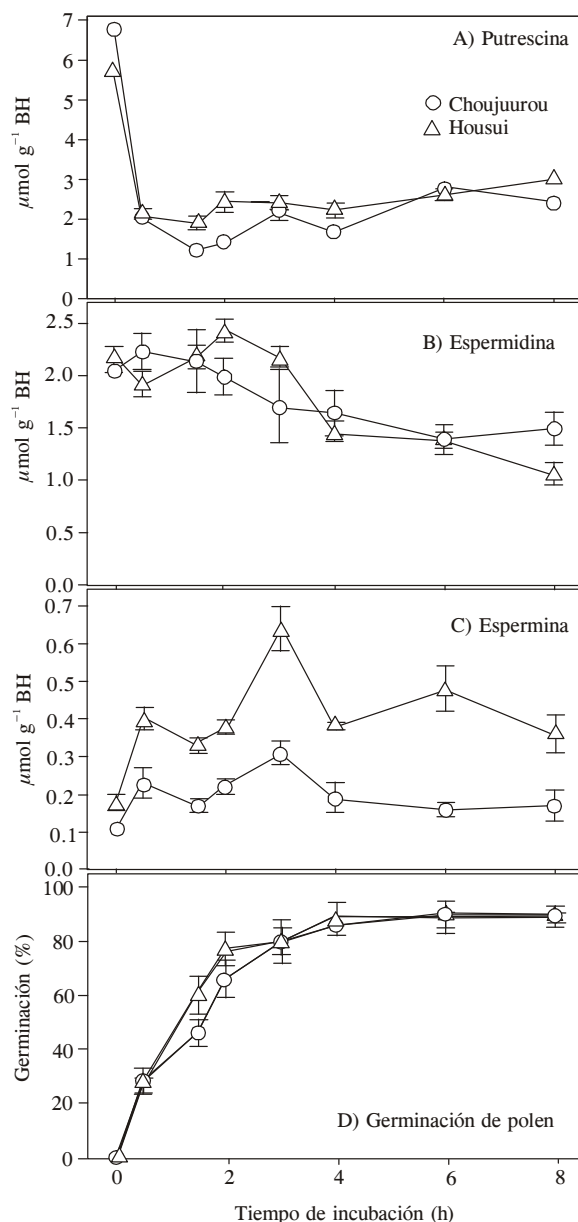 A) Putrescina
Choujuurou
Housui
μmol g⁻¹ BH
7
6
5
4
3
2
1
0
B) Espermidina
μmol g⁻¹ BH
2.5
2.0
1.5
1.0
0.0
C) Espermina
μmol g⁻¹ BH
0.7
0.6
0.5
0.4
0.3
0.2
0.1
0.0
D) Germinación de polen
Germinación (%)
100
80
60
40
20
0
0 2 4 6 8
Tiempo de incubación (h)